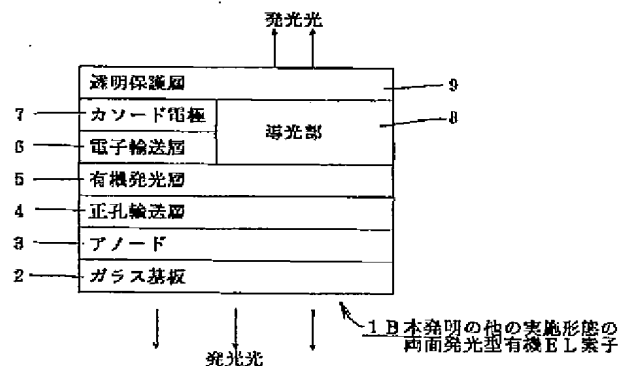 発光光
透明保護層 9
7 カソード電極
導光部 8
6 電子輸送層
5 有機発光層
4 正孔輸送層
3 アノード
2 ガラス基板
1B本発明の他の実施形態の
両面発光型有機EL素子
発光光